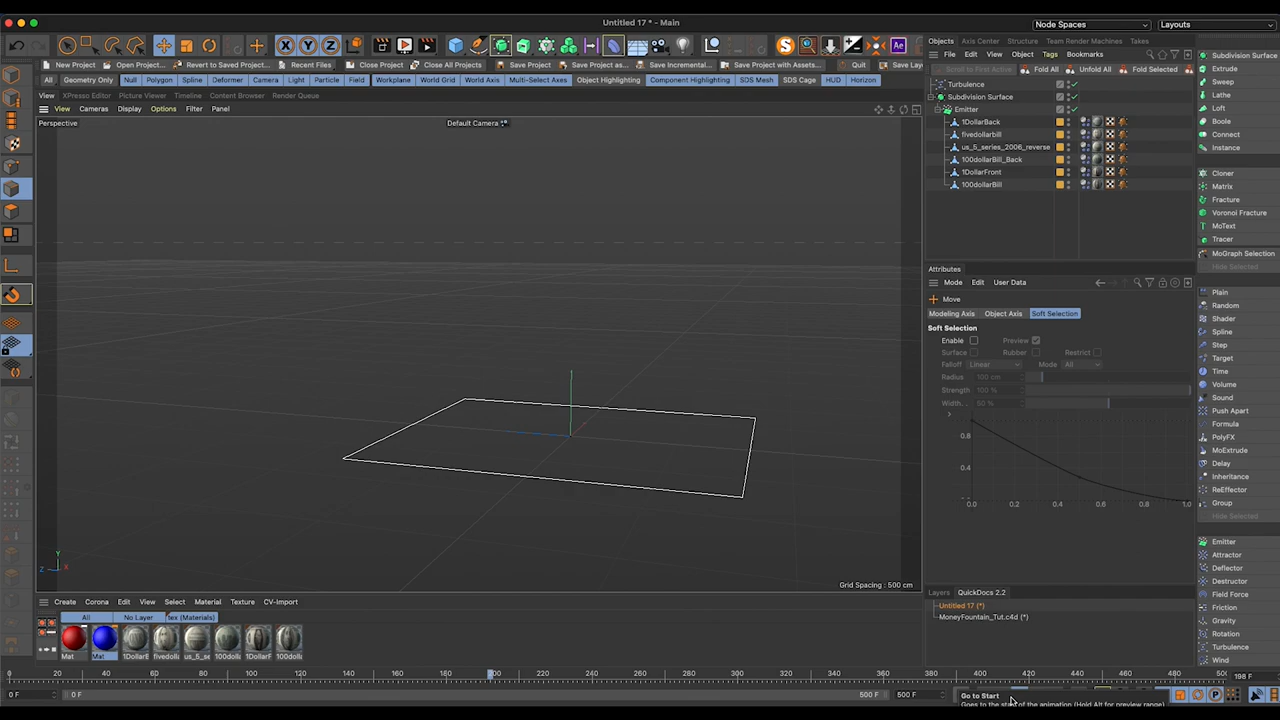 Untitled 17 * - Main
Node Spaces
Layouts
X Y Z
S
Ae
Objects Axis Center Structure Team Render Machines Takes
New Project Open Project... Revert to Saved Project... Recent Files Close Project Close All Projects Save Project Save Project as... Save Incremental... Save Project with Assets... Quit Save Lay
File Edit View Object Tags Bookmarks
Scroll to First Active Fold All Unfold All Fold Selected
All Geometry Only Null Polygon Spline Deformer Camera Light Particle Field Workplane World Grid World Axis Multi-Select Axes Object Highlighting Component Highlighting SDS Mesh SDS Cage HUD Horizon
View XPresso Editor Picture Viewer Timeline Content Browser Render Queue
View Cameras Display Options Filter Panel
Perspective
Default Camera
Turbulence
Subdivision Surface
Emitter
1DollarBack
fivedollarbill
us_5_series_2006_reverse
100dollarBill_Back
1DollarFront
100dollarBill
Attributes
Mode Edit User Data
Move
Modeling Axis Object Axis Soft Selection
Soft Selection
Enable Preview
Surface Rubber Restrict
Falloff Linear Mode All
Radius 100 cm
Strength 100 %
Width. . 50 %
0.8
0.4
0.0 0.2 0.4 0.6 0.8 1.0
Subdivision Surface
Extrude
Sweep
Lathe
Loft
Boole
Connect
Instance
Cloner
Matrix
Fracture
Voronoi Fracture
MoText
Tracer
MoGraph Selection
Hide Selected
Plain
Random
Shader
Spline
Step
Target
Time
Volume
Sound
Push Apart
Formula
PolyFX
MoExtrude
Delay
Inheritance
ReEffector
Group
Hide Selected
Emitter
Attractor
Deflector
Destructor
Field Force
Friction
Gravity
Rotation
Turbulence
Wind
Y
Z X
Grid Spacing : 500 cm
Layers QuickDocs 2.2
Untitled 17 (*)
MoneyFountain_Tut.c4d (*)
Create Corona Edit View Select Material Texture CV-Import
All No Layer tex (Materials)
Mat Mat 1DollarB fivedolla us_5_se 100dolla 1DollarF 100dolla
0 20 40 60 80 100 120 140 160 180 200 220 240 260 280 300 320 340 360 380 400 420 440 460 480 500
198 F
0 F 0 F 500 F 500 F
Go to Start
Goes to the start of the animation (Hold Alt for preview range)
P